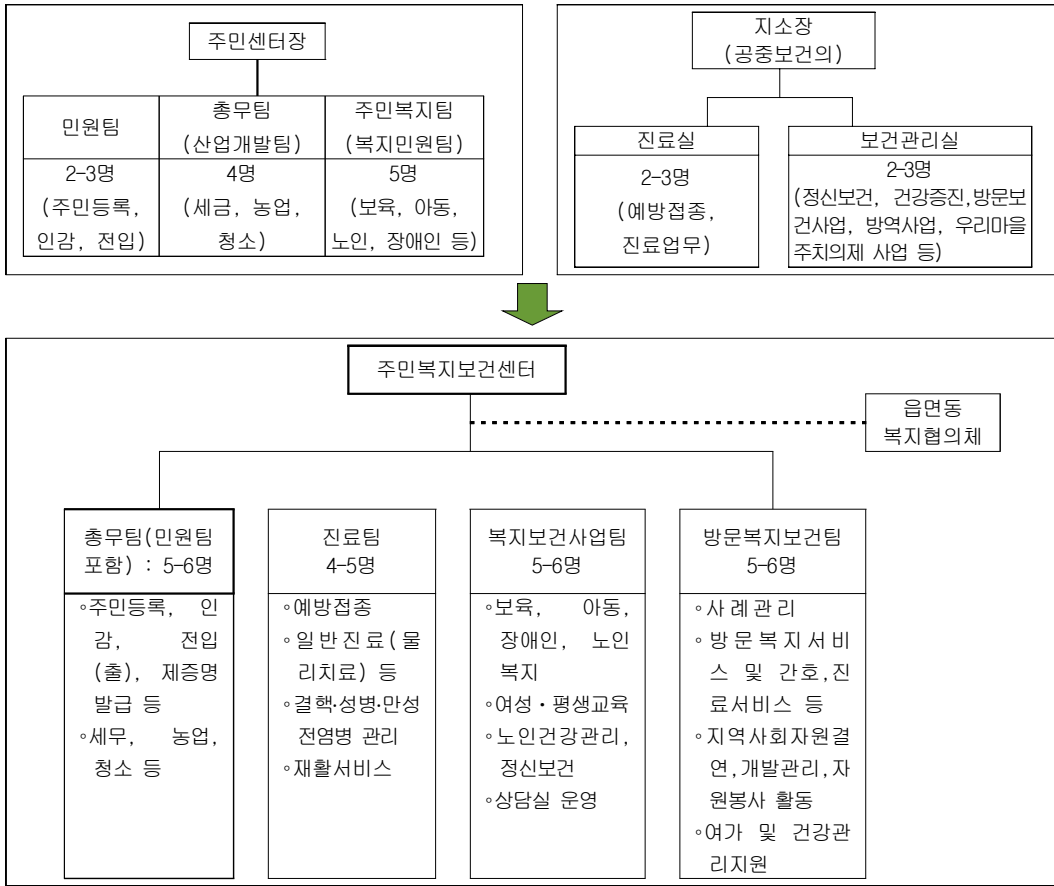 주민센터장
민원팀
총무팀
(산업개발팀)
주민복지팀
(복지민원팀)
2-3명
(주민등록,
인감, 전입)
4명
(세금, 농업,
청소)
5명
(보육, 아동,
노인, 장애인 등)
지소장
(공중보건의)
진료실
2-3명
(예방접종,
진료업무)
보건관리실
2-3명
(정신보건, 건강증진,방문보
건사업, 방역사업, 우리마을
주치의제 사업 등)
주민복지보건센터
읍면동
복지협의체
총무팀(민원팀
포함) : 5-6명
◦주민등록, 인
감, 전입
(출), 제증명
발급 등
◦세무, 농업,
청소 등
진료팀
4-5명
◦예방접종
◦일반진료(물
리치료) 등
◦결핵·성병·만성
전염병 관리
◦재활서비스
복지보건사업팀
5-6명
◦보육, 아동,
장애인, 노인
복지
◦여성·평생교육
◦노인건강관리,
정신보건
◦상담실 운영
방문복지보건팀
5-6명
◦사례관리
◦방문복지서비
스 및 간호,진
료서비스 등
◦지역사회자원결
연,개발관리,자
원봉사 활동
◦여가 및 건강관
리지원